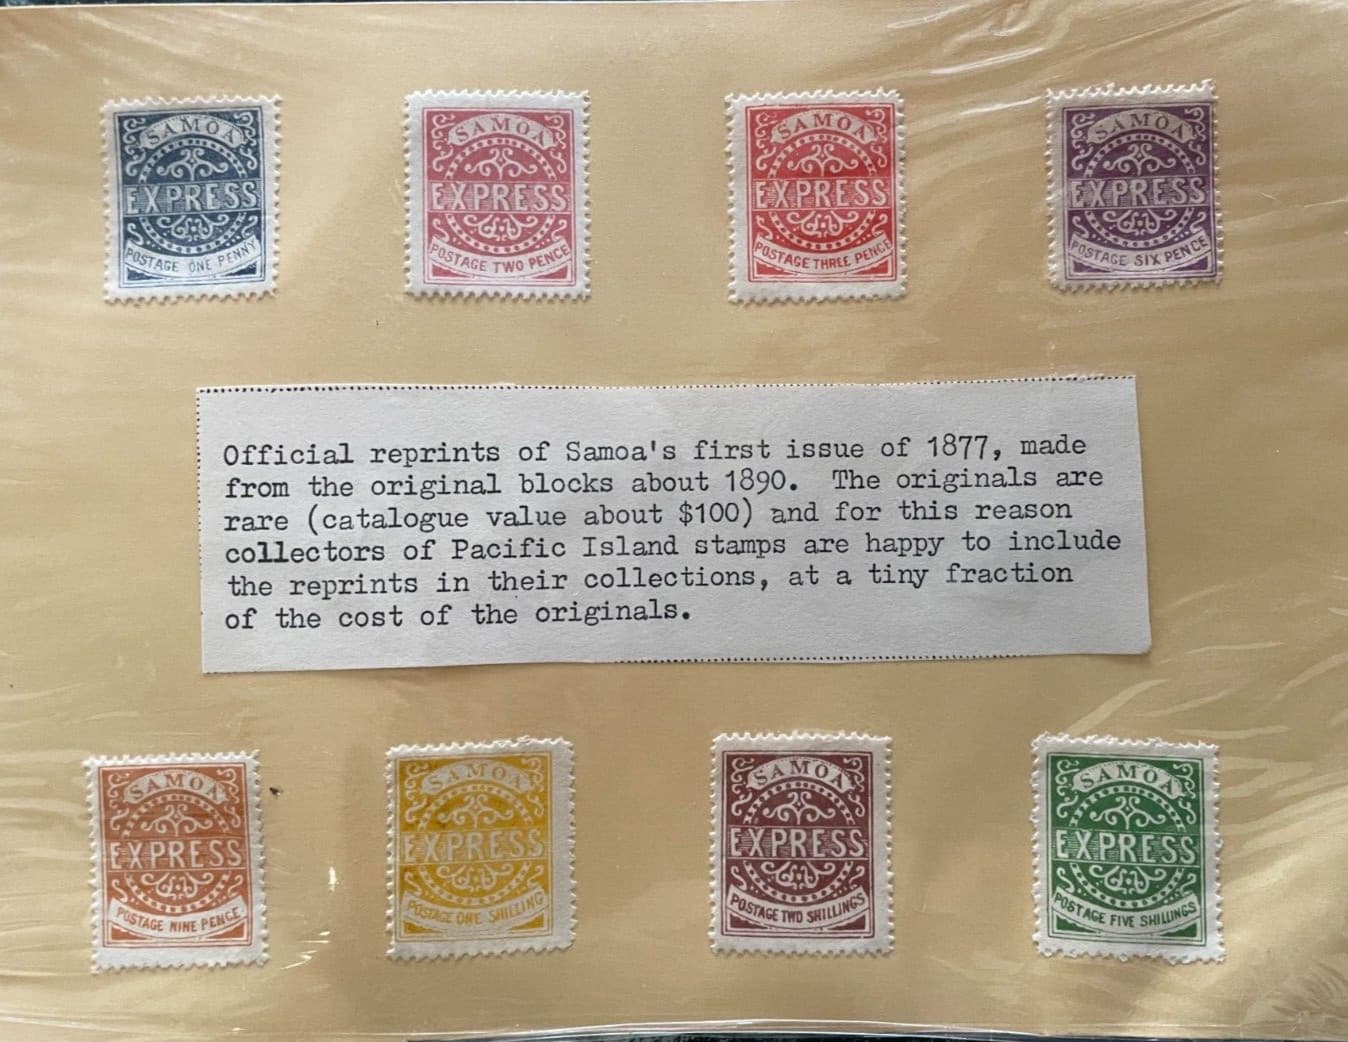 SAMOA
EXPRESS
POSTAGE ONE PENNY
SAMOA
EXPRESS
POSTAGE TWO PENCE
SAMOA
EXPRESS
POSTAGE THREE PENCE
SAMOA
EXPRESS
POSTAGE SIX PENCE
Official reprints of Samoa's first issue of 1877, made
from the original blocks about 1890. The originals are
rare (catalogue value about $100) and for this reason
collectors of Pacific Island stamps are happy to include
the reprints in their collections, at a tiny fraction
of the cost of the originals.
SAMOA
EXPRESS
POSTAGE NINE PENCE
SAMOA
EXPRESS
POSTAGE ONE SHILLING
SAMOA
EXPRESS
POSTAGE TWO SHILLINGS
SAMOA
EXPRESS
POSTAGE FIVE SHILLINGS